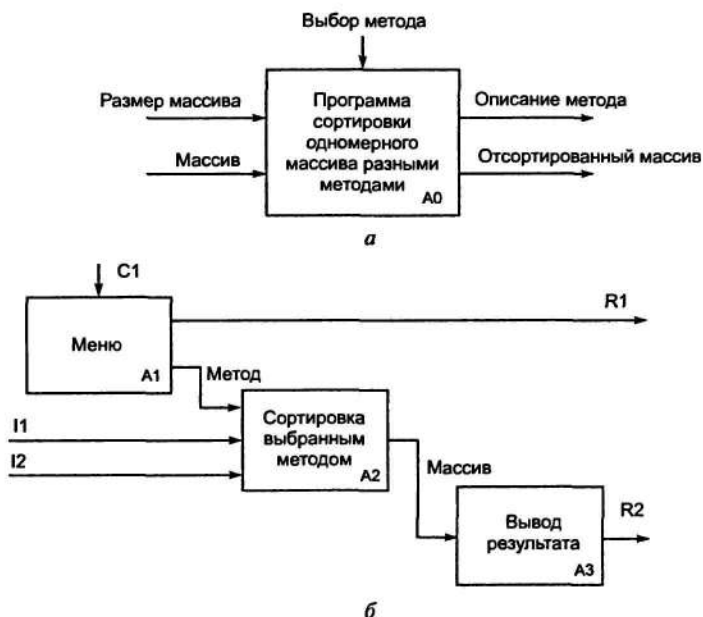 Выбор метода
Размер массива
Массив
Программа
сортировки
одномерного
массива разными
методами
A0
Описание метода
Отсортированный массив
а
C1
Меню
A1
R1
Метод
I1
I2
Сортировка
выбранным
методом
A2
Массив
Вывод
результата
A3
R2
б